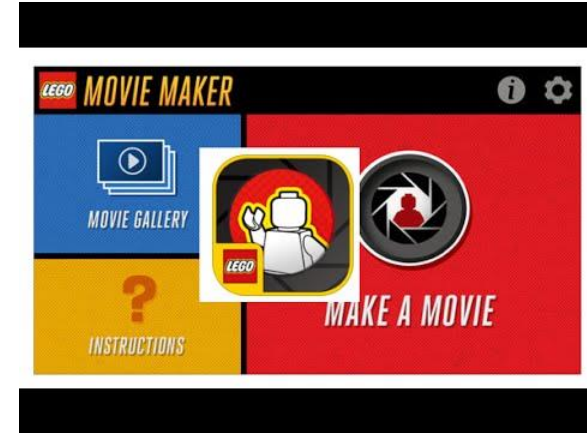 LEGO MOVIE MAKER
MOVIE GALLERY
LEGO
MAKE A MOVIE
?
INSTRUCTIONS